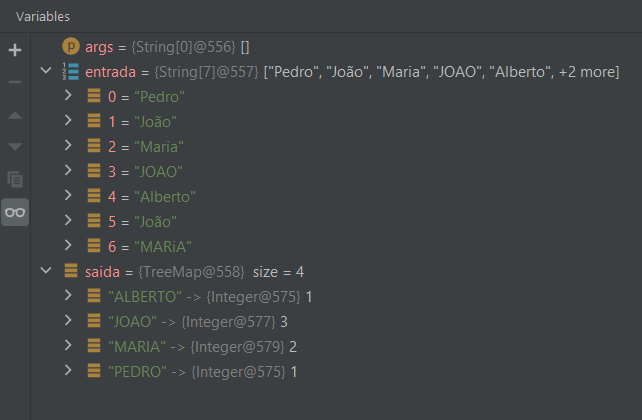 Variables
args = {String[0]@556} []
entrada = {String[7]@557} ["Pedro", "João", "Maria", "JOAO", "Alberto", +2 more]
0 = "Pedro"
1 = "João"
2 = "Maria"
3 = "JOAO"
4 = "Alberto"
5 = "João"
6 = "MARiA"
saida = {TreeMap@558} size = 4
"ALBERTO" -> {Integer@575} 1
"JOAO" -> {Integer@577} 3
"MARIA" -> {Integer@579} 2
"PEDRO" -> {Integer@575} 1